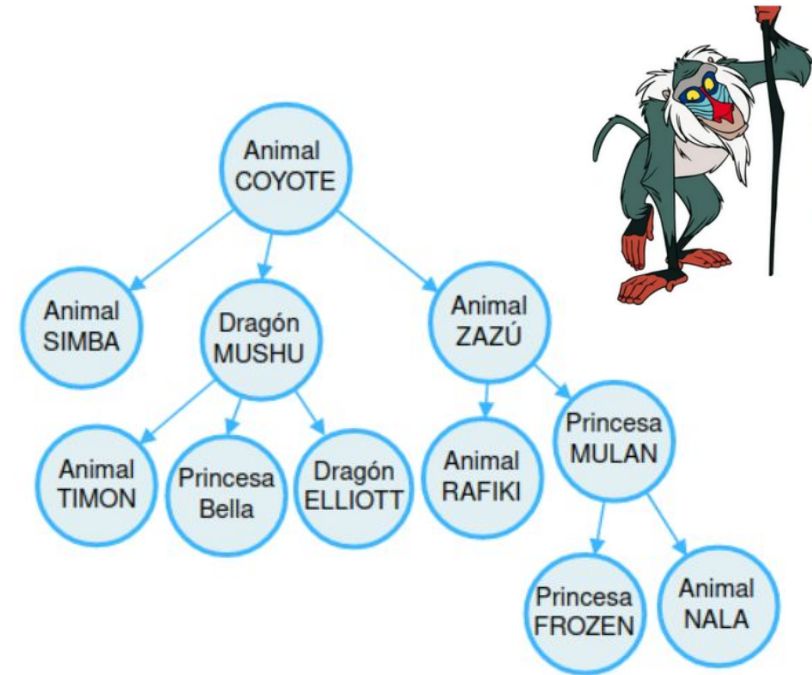 Animal
COYOTE
Animal
SIMBA
Dragón
MUSHU
Animal
ZAZÚ
Animal
TIMON
Princesa
Bella
Dragón
ELLIOTT
Animal
RAFIKI
Princesa
MULAN
Princesa
FROZEN
Animal
NALA